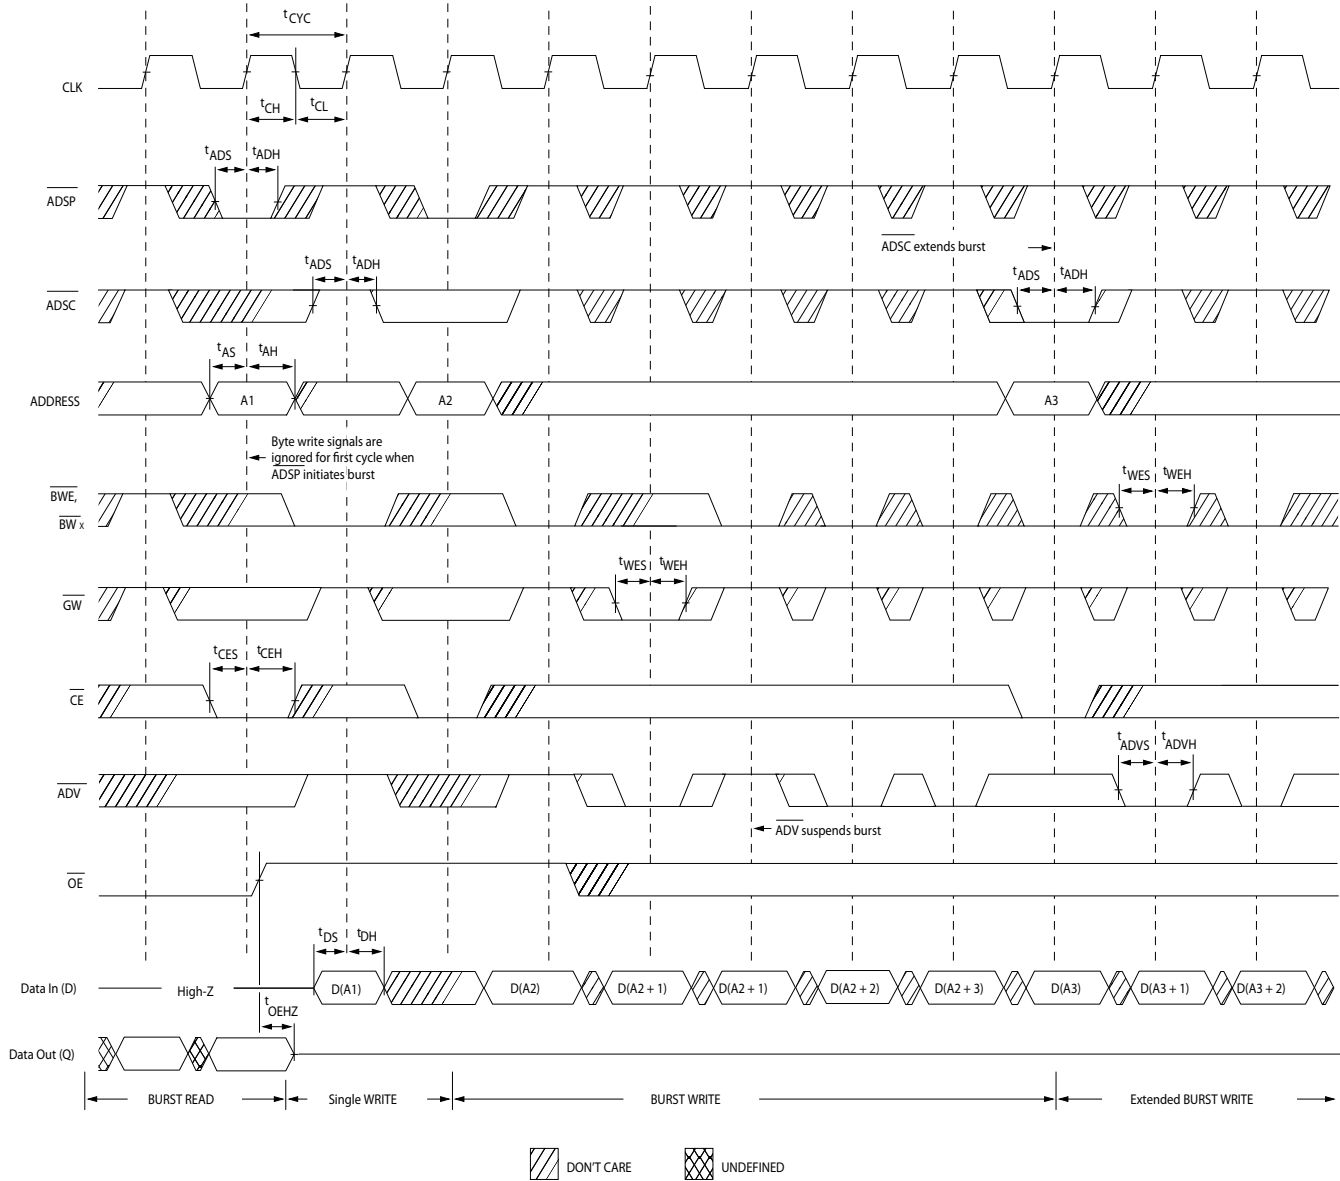 tCYC
CLK
tCH
tCL
tADS
tADH
ADSP
ADSC extends burst
tADS
tADH
tADS
tADH
ADSC
tAS
tAH
ADDRESS
A1
A2
A3
Byte write signals are
ignored for first cycle when
ADSP initiates burst
tWES
tWEH
BWE,
BW X
tWES
tWEH
GW
tCES
tCEH
CE
tADVS
tADVH
ADV
ADV suspends burst
OE
tDS
tDH
Data In (D)
High-Z
D(A1)
D(A2)
D(A2 + 1)
D(A2 + 1)
D(A2 + 2)
D(A2 + 3)
D(A3)
D(A3 + 1)
D(A3 + 2)
tOEHZ
Data Out (Q)
BURST READ
Single WRITE
BURST WRITE
Extended BURST WRITE
DON'T CARE
UNDEFINED